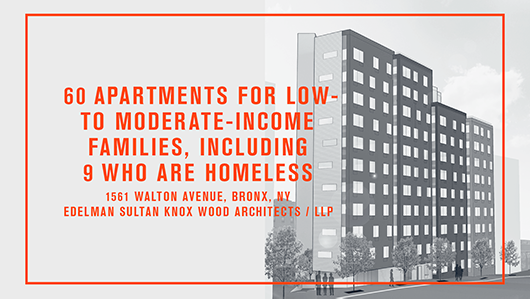 60 APARTMENTS FOR LOW-
TO MODERATE-INCOME
FAMILIES, INCLUDING
9 WHO ARE HOMELESS
1561 WALTON AVENUE, BRONX, NY
EDELMAN SULTAN KNOX WOOD ARCHITECTS / LLP